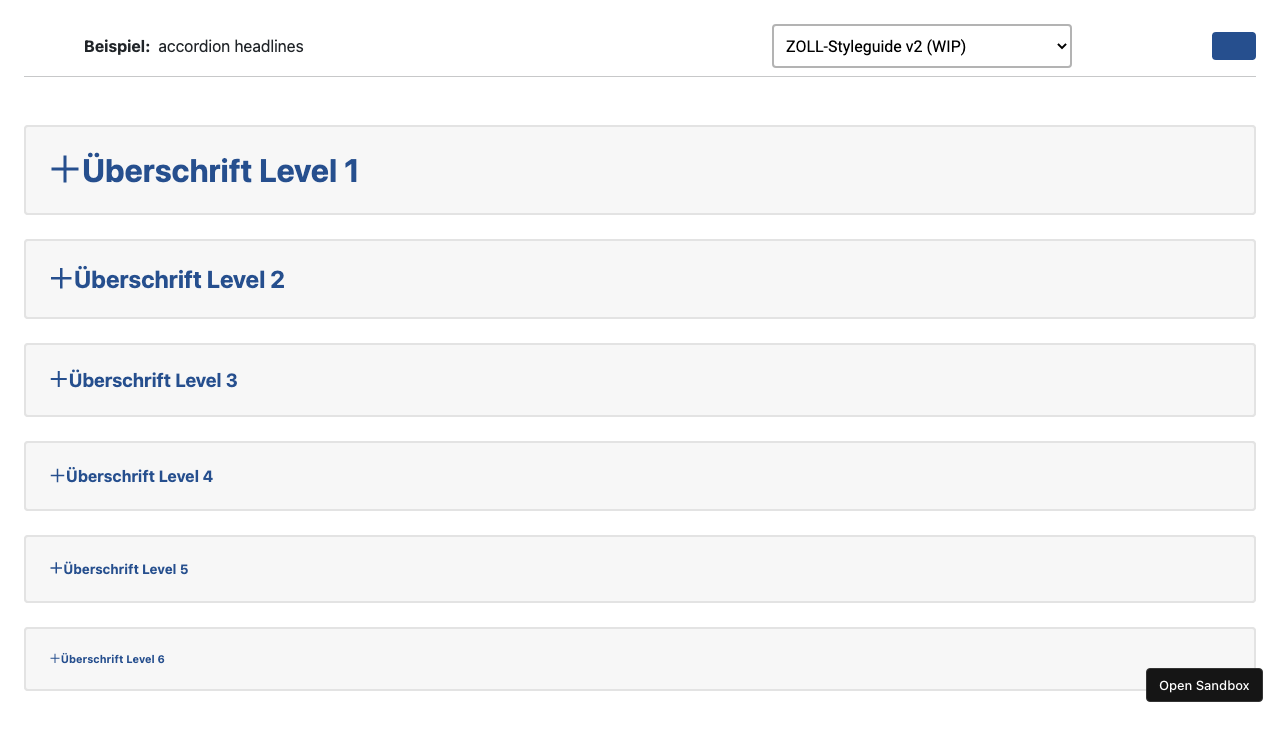 Beispiel: accordion headlines
ZOLL-Styleguide v2 (WIP)
Überschrift Level 1
Überschrift Level 2
Überschrift Level 3
Überschrift Level 4
Überschrift Level 5
Überschrift Level 6
Open Sandbox